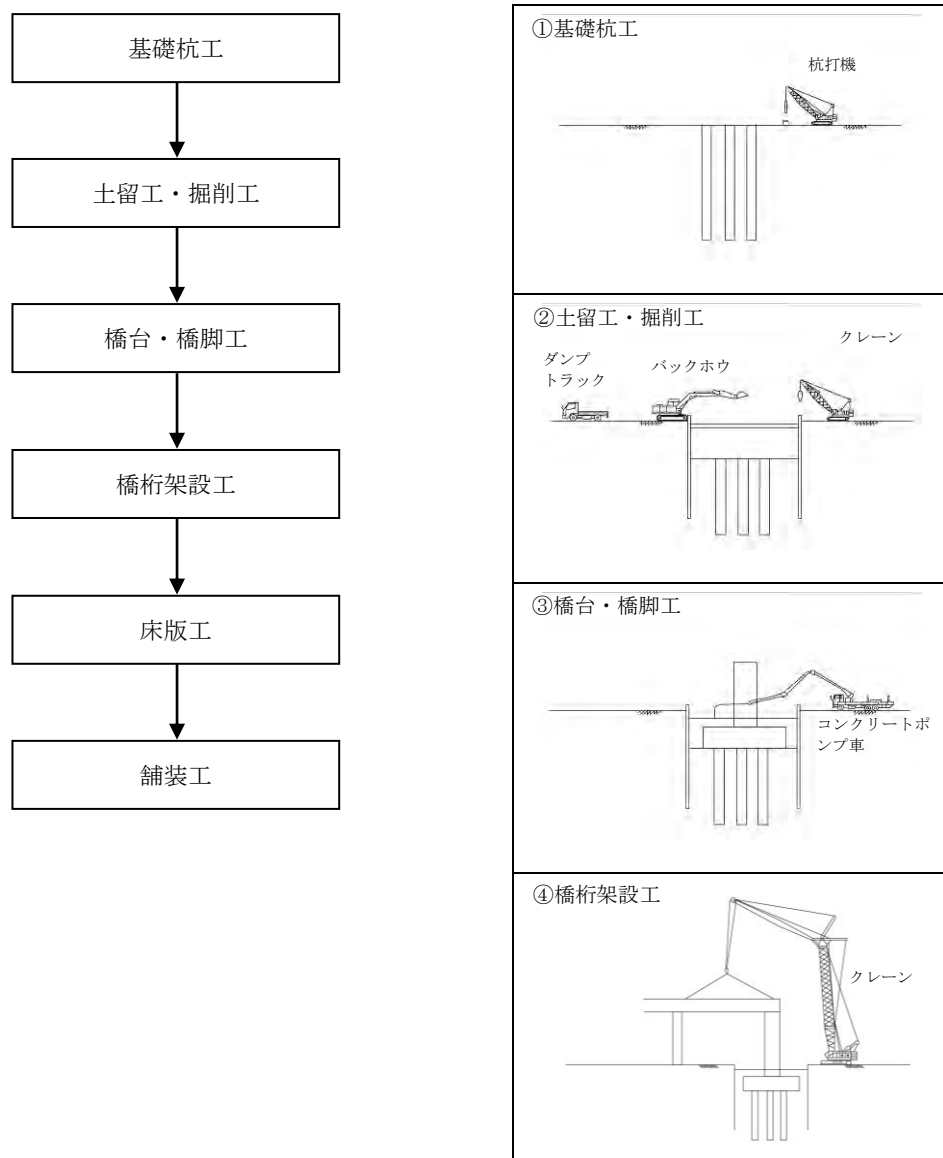 基礎杭工
土留工・掘削工
橋台・橋脚工
橋桁架設工
床版工
舗装工
①基礎杭工
杭打機
②土留工・掘削工
クレーン
ダンプ
トラック
バックホウ
③橋台・橋脚工
コンクリートポ
ンプ車
④橋桁架設工
クレーン